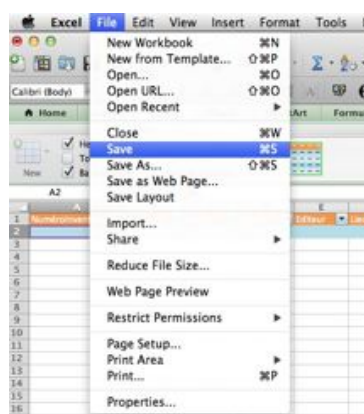 Excel File Edit View Insert Format Tools
New Workbook ⌘N
New from Template... ⇧⌘P
Open... ⌘O
Open URL... ⇧⌘O
Open Recent ▶
Calibri (Body)
Home
Close ⌘W
Save ⌘S
Save As... ⇧⌘S
Save as Web Page...
Save Layout
New
A2
Import...
Share ▶
Reduce File Size...
Web Page Preview
Restrict Permissions ▶
Page Setup...
Print Area ▶
Print... ⌘P
Properties...
E
Editeur
1
2
3
4
5
6
7
8
9
10
11
12
13
14
15
16